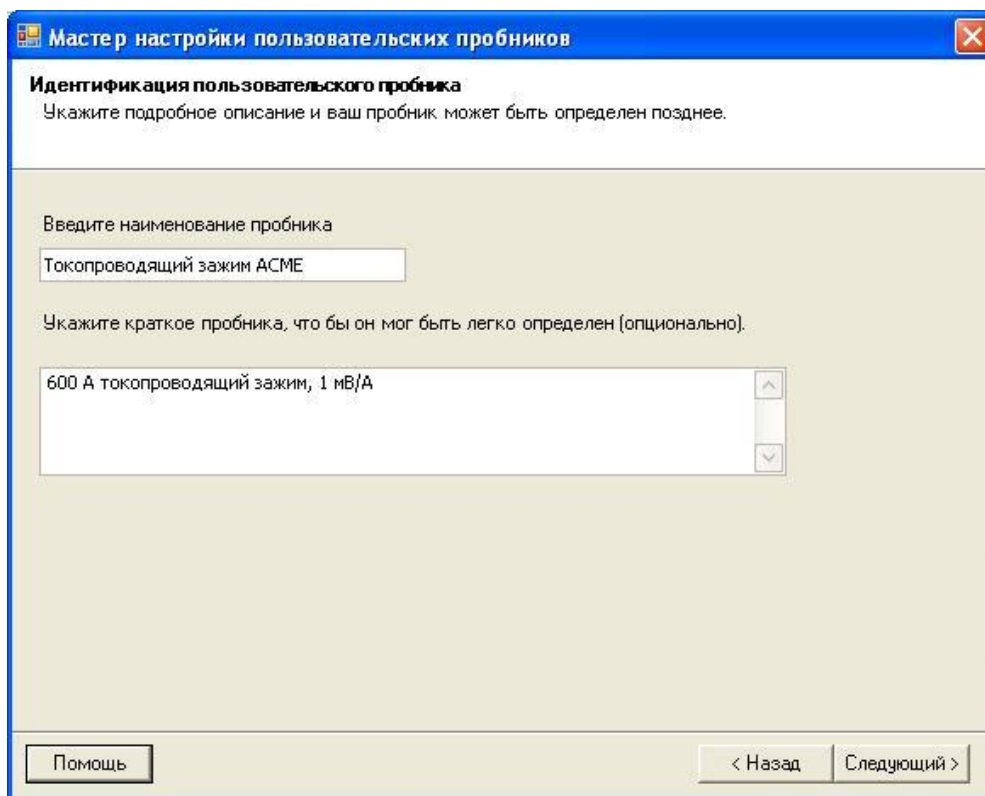 Мастер настройки пользовательских пробников
Идентификация пользовательского пробника
Укажите подробное описание и ваш пробник может быть определен позднее.
Введите наименование пробника
Токопроводящий зажим ACME
Укажите краткое пробника, что бы он мог быть легко определен (опционально).
600 А токопроводящий зажим, 1 мВ/А
Помощь
< Назад
Следующий >